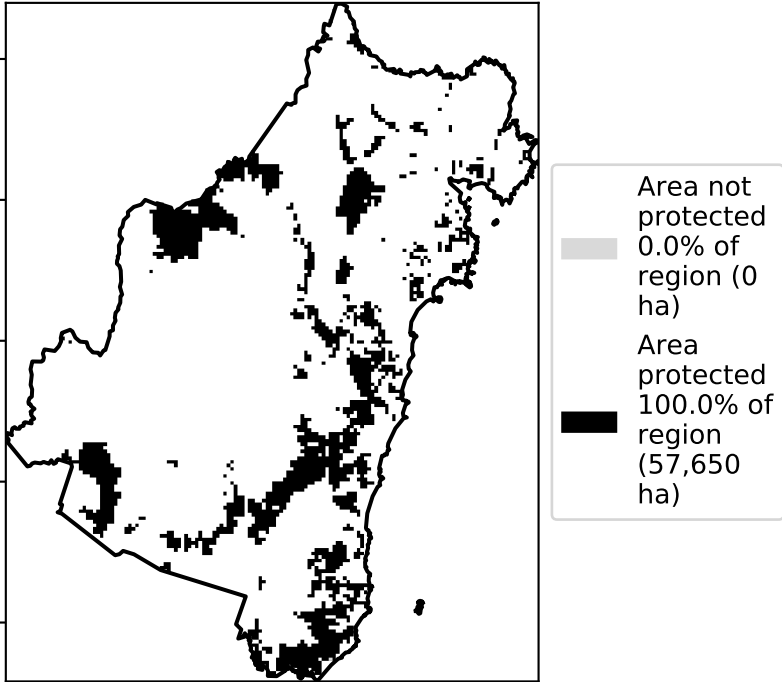 Area not
protected
0.0% of
region (0
ha)
Area
protected
100.0% of
region
(57,650
ha)